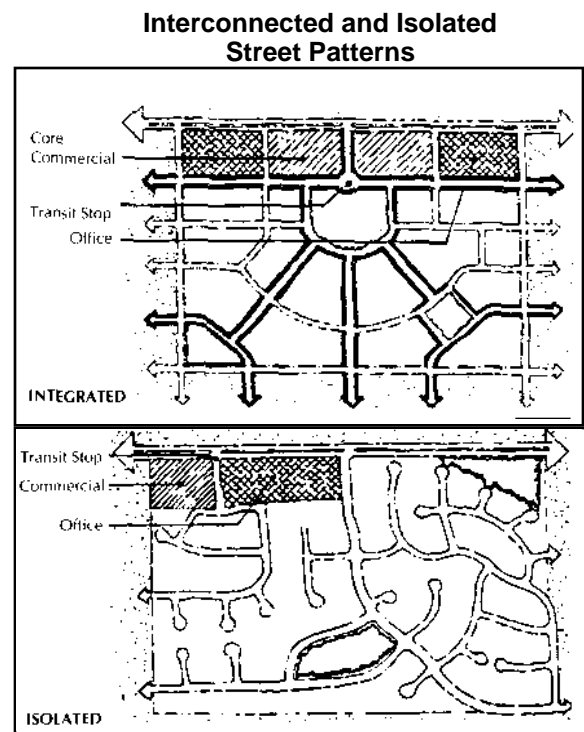 Interconnected and Isolated
Street Patterns
Core
Commercial
Transit Stop
Office
INTEGRATED
Transit Stop
Commercial
Office
ISOLATED